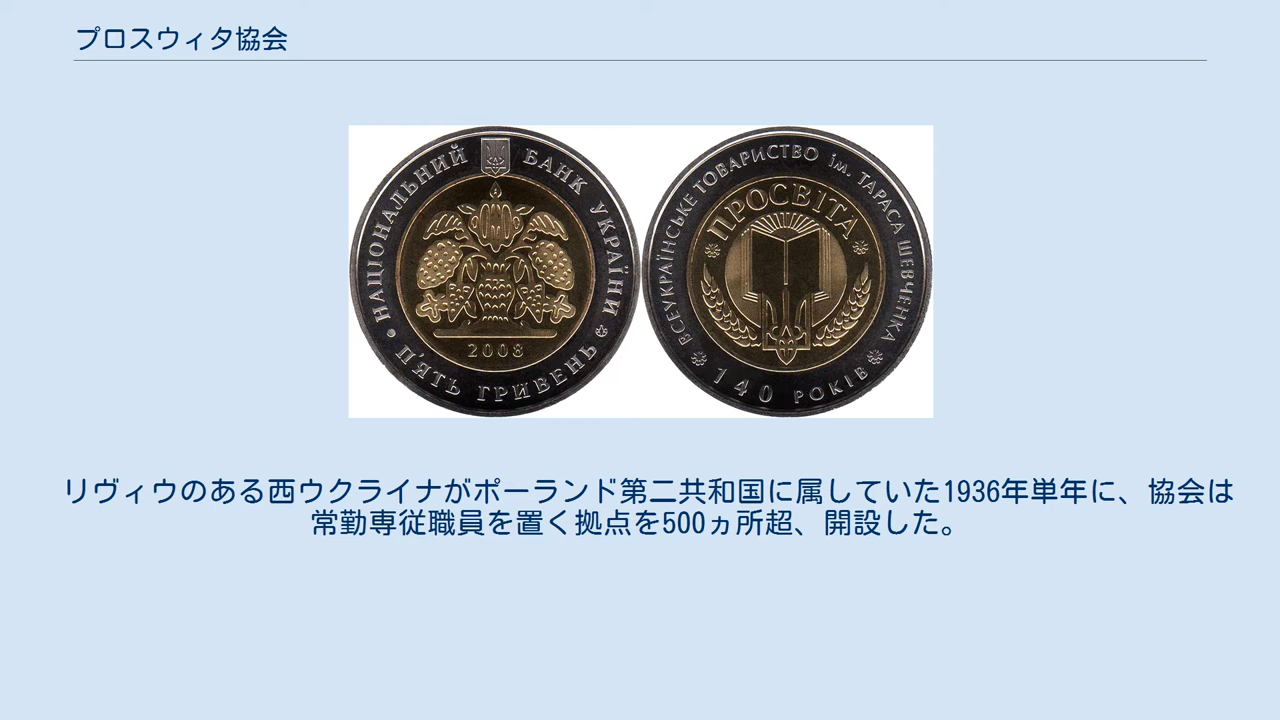 プロスウィタ協会
НАЦІОНАЛЬНИЙ БАНК УКРАЇНИ
2008
П'ЯТЬ ГРИВЕНЬ
ВСЕУКРАЇНСЬКЕ ТОВАРИСТВО ім. ТАРАСА ШЕВЧЕНКА
ПРОСВІТА
140 РОКІВ
リヴィウのある西ウクライナがポーランド第二共和国に属していた1936年単年に、協会は
常勤専従職員を置く拠点を500ヵ所超、開設した。